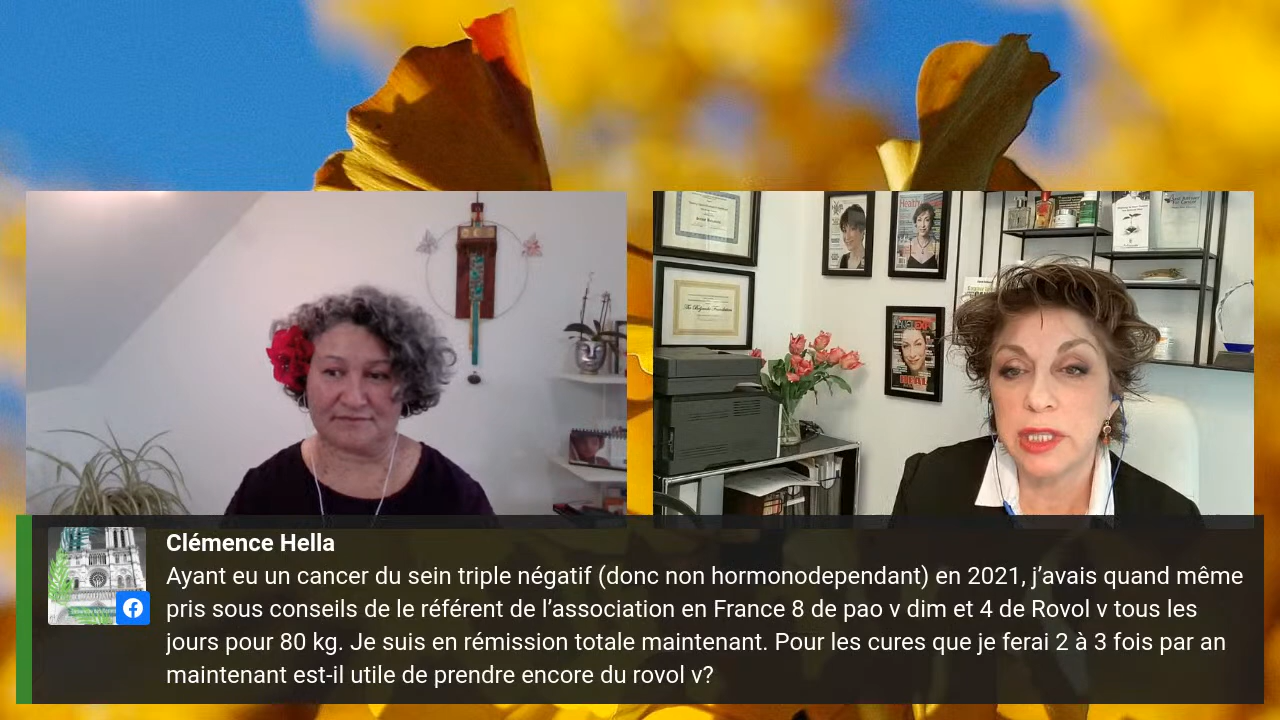 Health
Clémence Hella
Ayant eu un cancer du sein triple négatif (donc non hormonodependant) en 2021, j’avais quand même
pris sous conseils de le référent de l’association en France 8 de pao v dim et 4 de Rovol v tous les
jours pour 80 kg. Je suis en rémission totale maintenant. Pour les cures que je ferai 2 à 3 fois par an
maintenant est-il utile de prendre encore du rovol v?